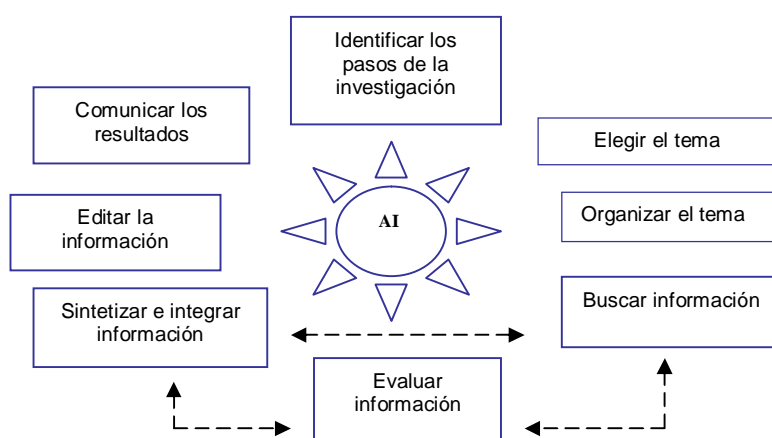 Identificar los
pasos de la
investigación
Comunicar los
resultados
Elegir el tema
Editar la
información
AI
Organizar el tema
Sintetizar e integrar
información
Buscar información
Evaluar
información